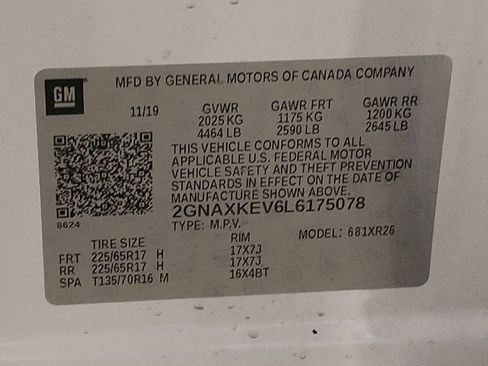 GM
MFD BY GENERAL MOTORS OF CANADA COMPANY
11/19 GVWR GAWR FRT GAWR RR
2025 KG 1175 KG 1200 KG
4464 LB 2590 LB 2645 LB
THIS VEHICLE CONFORMS TO ALL
APPLICABLE U.S. FEDERAL MOTOR
VEHICLE SAFETY AND THEFT PREVENTION
STANDARDS IN EFFECT ON THE DATE OF
MANUFACTURE SHOWN ABOVE.
2GNAXKEV6L6175078
8624
TYPE: M.P.V. MODEL: 681XR26
TIRE SIZE RIM
FRT 225/65R17 H 17X7J
RR 225/65R17 H 17X7J
SPA T135/70R16 M 16X4BT